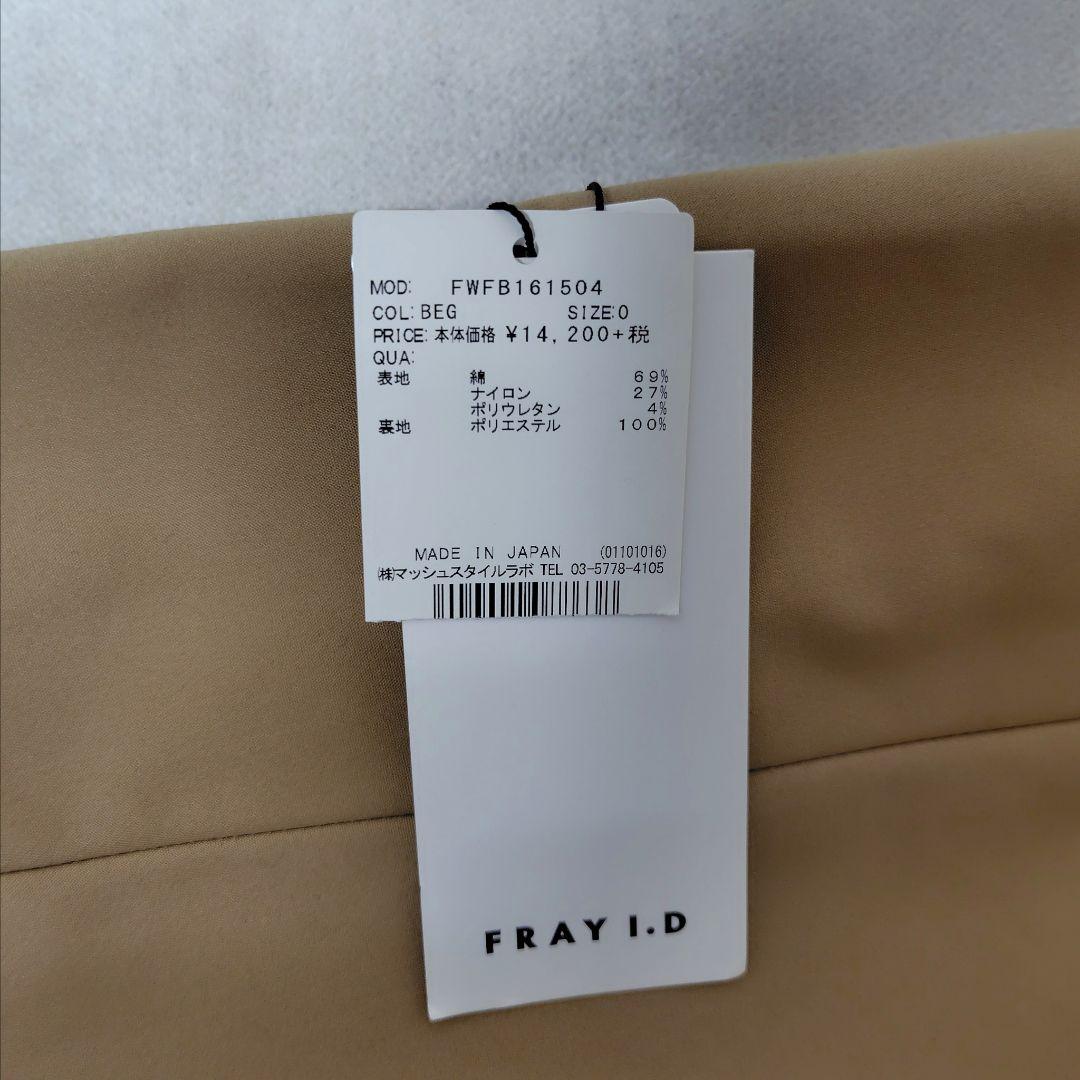 MOD: FWFB161504
COL: BEG SIZE:0
PRICE: 本体価格 ¥14,200+税
QUA:
表地 綿 69%
ナイロン 27%
ポリウレタン 4%
裏地 ポリエステル 100%
MADE IN JAPAN (01101016)
㈱マッシュスタイルラボ TEL 03-5778-4105
FRAY I.D